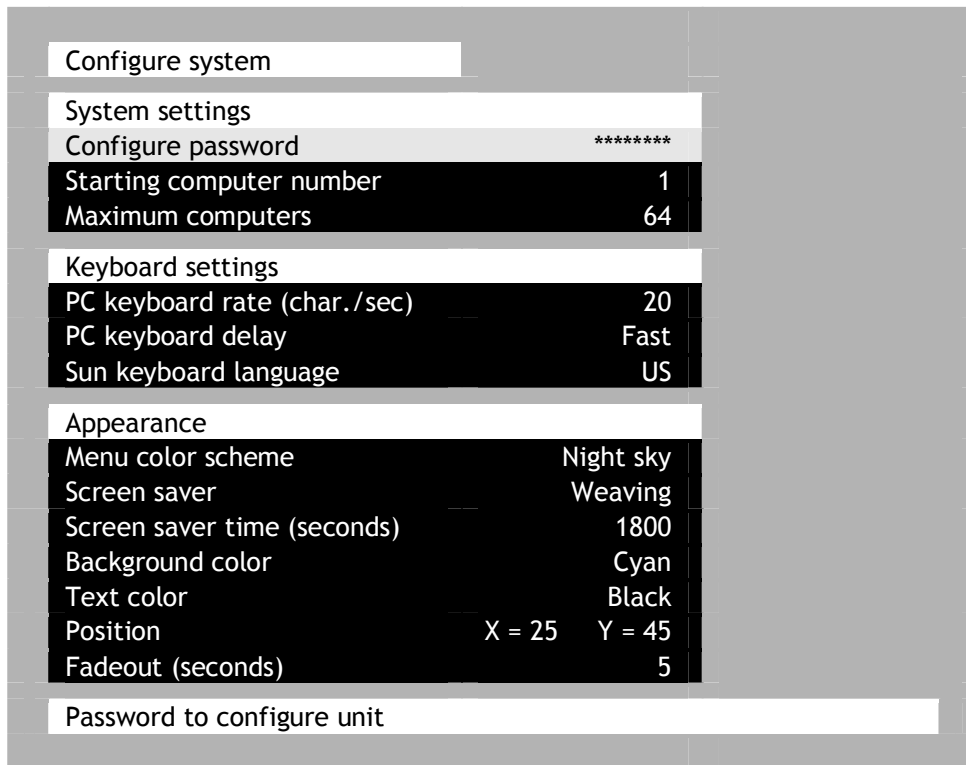 Configure system
System settings
Configure password ********
Starting computer number 1
Maximum computers 64
Keyboard settings
PC keyboard rate (char./sec) 20
PC keyboard delay Fast
Sun keyboard language US
Appearance
Menu color scheme Night sky
Screen saver Weaving
Screen saver time (seconds) 1800
Background color Cyan
Text color Black
Position X = 25 Y = 45
Fadeout (seconds) 5
Password to configure unit